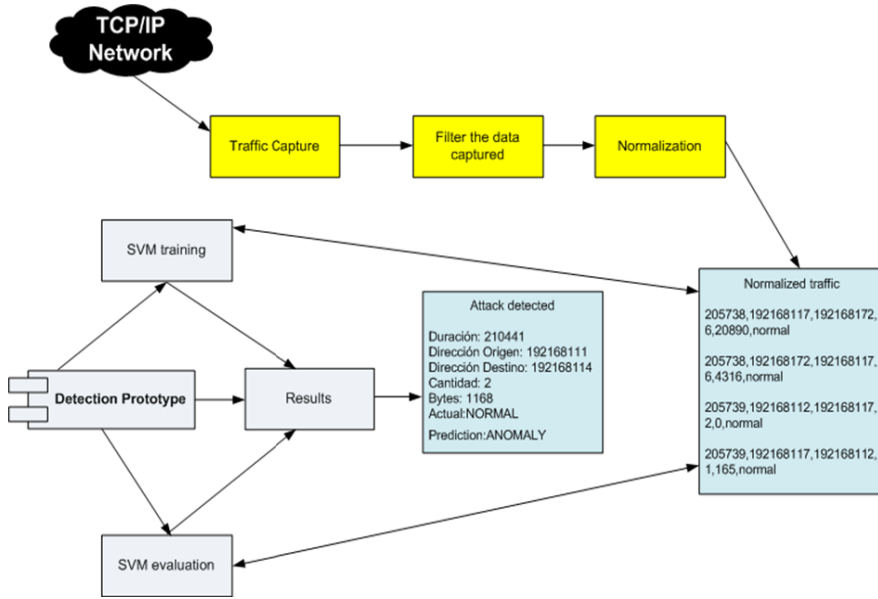 TCP/IP
Network
Traffic Capture
Filter the data
captured
Normalization
SVM training
Normalized traffic
205738,192168117,192168172,
6,20890,normal
205738,192168172,192168117,
6,4316,normal
205739,192168112,192168117,
2,0,normal
205739,192168117,192168112,
1,165,normal
Attack detected
Duración: 210441
Dirección Origen: 192168111
Dirección Destino: 192168114
Cantidad: 2
Bytes: 1168
Actual:NORMAL
Prediction:ANOMALY
Detection Prototype
Results
SVM evaluation